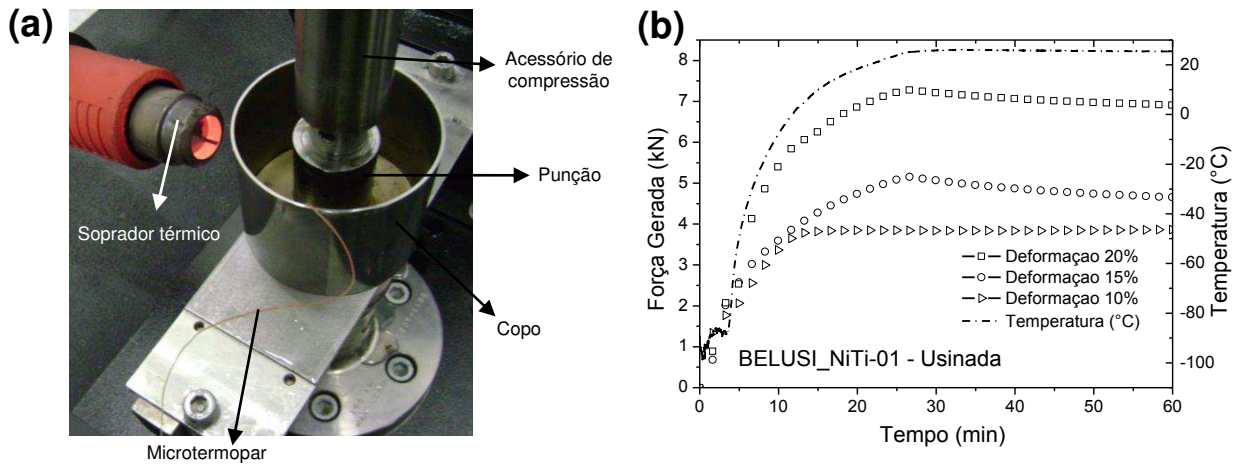 (a)
Acessório de
compressão
Punção
Soprador térmico
Copo
Microtermopar
(b)
Força Gerada (kN)
8
7
6
5
4
3
2
1
0
0
10
20
30
40
50
60
Tempo (min)
20
0
-20
-40
-60
-80
-100
Temperatura (°C)
Deformaçao 20%
Deformaçao 15%
Deformaçao 10%
Temperatura (°C)
BELUSI_NiTi-01 - Usinada